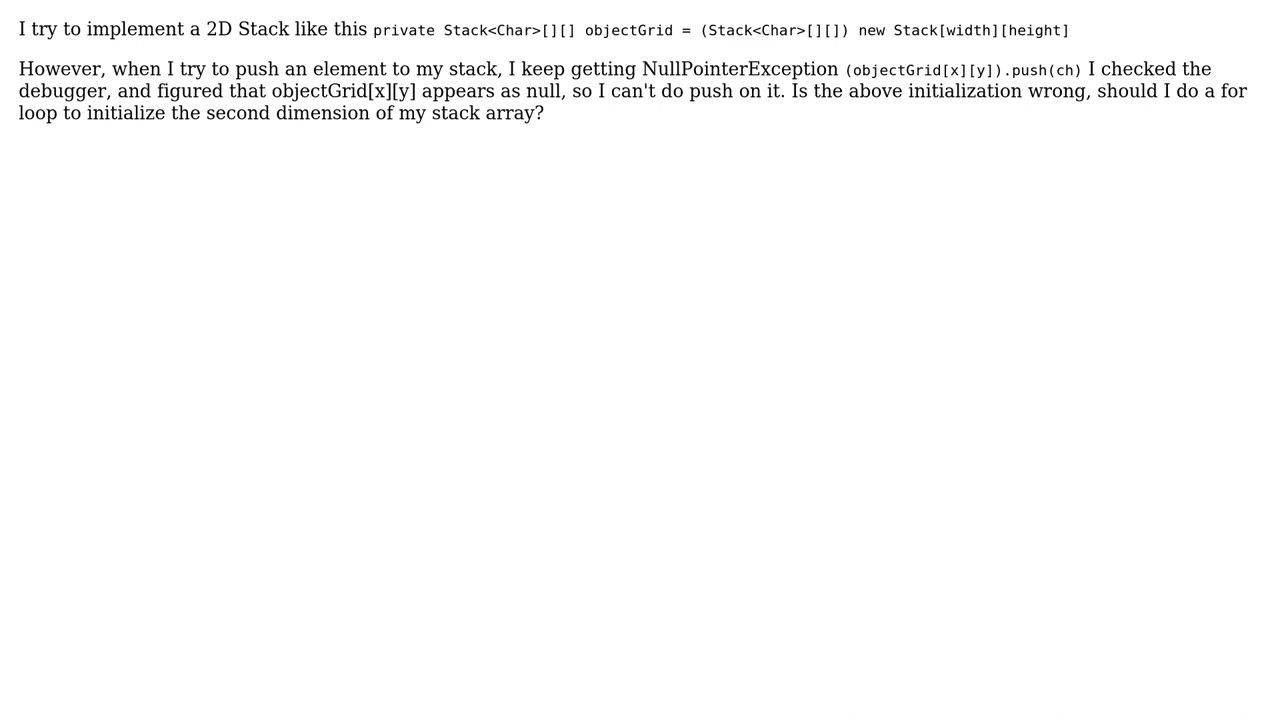 I try to implement a 2D Stack like this private Stack<Char>[][] objectGrid = (Stack<Char>[][]) new Stack[width][height]
However, when I try to push an element to my stack, I keep getting NullPointerException (objectGrid[x][y]).push(ch) I checked the
debugger, and figured that objectGrid[x][y] appears as null, so I can't do push on it. Is the above initialization wrong, should I do a for
loop to initialize the second dimension of my stack array?